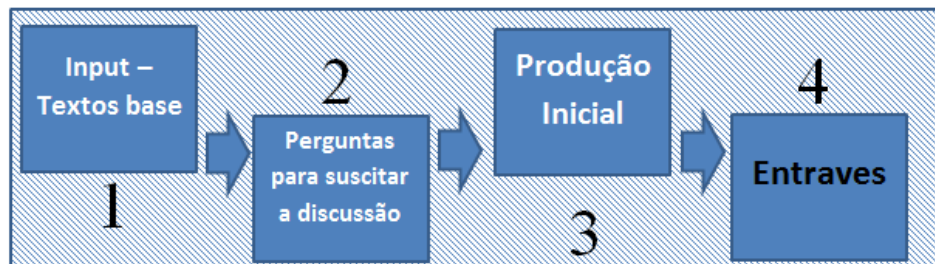 Input –
Textos base
1
2
Perguntas
para suscitar
a discussão
Produção
Inicial
3
4
Entraves